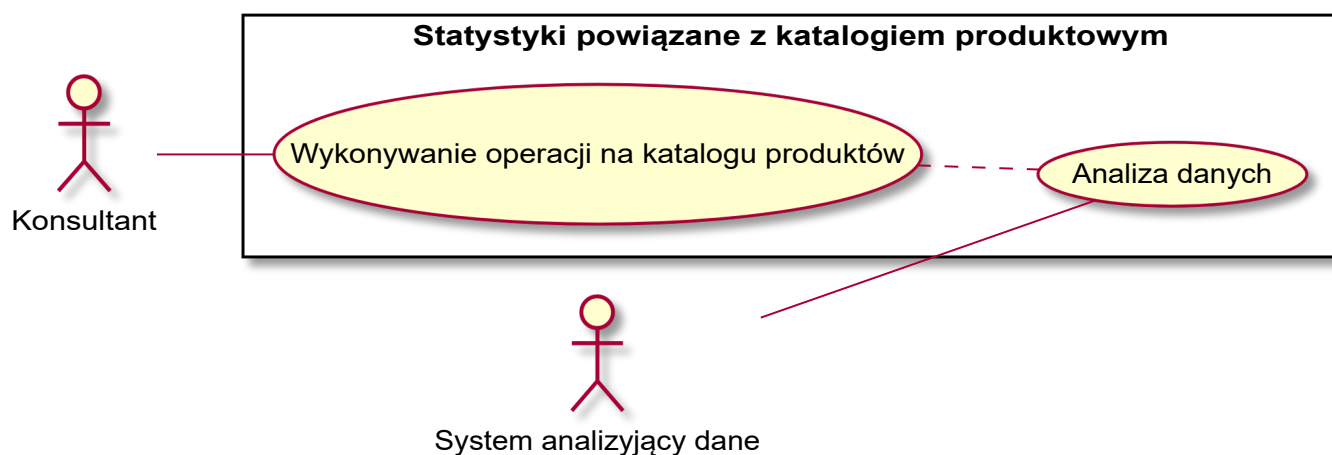 Statystyki powiązane z katalogiem produktowym
Wykonywanie operacji na katalogu produktów
Analiza danych
Konsultant
System analizyjący dane